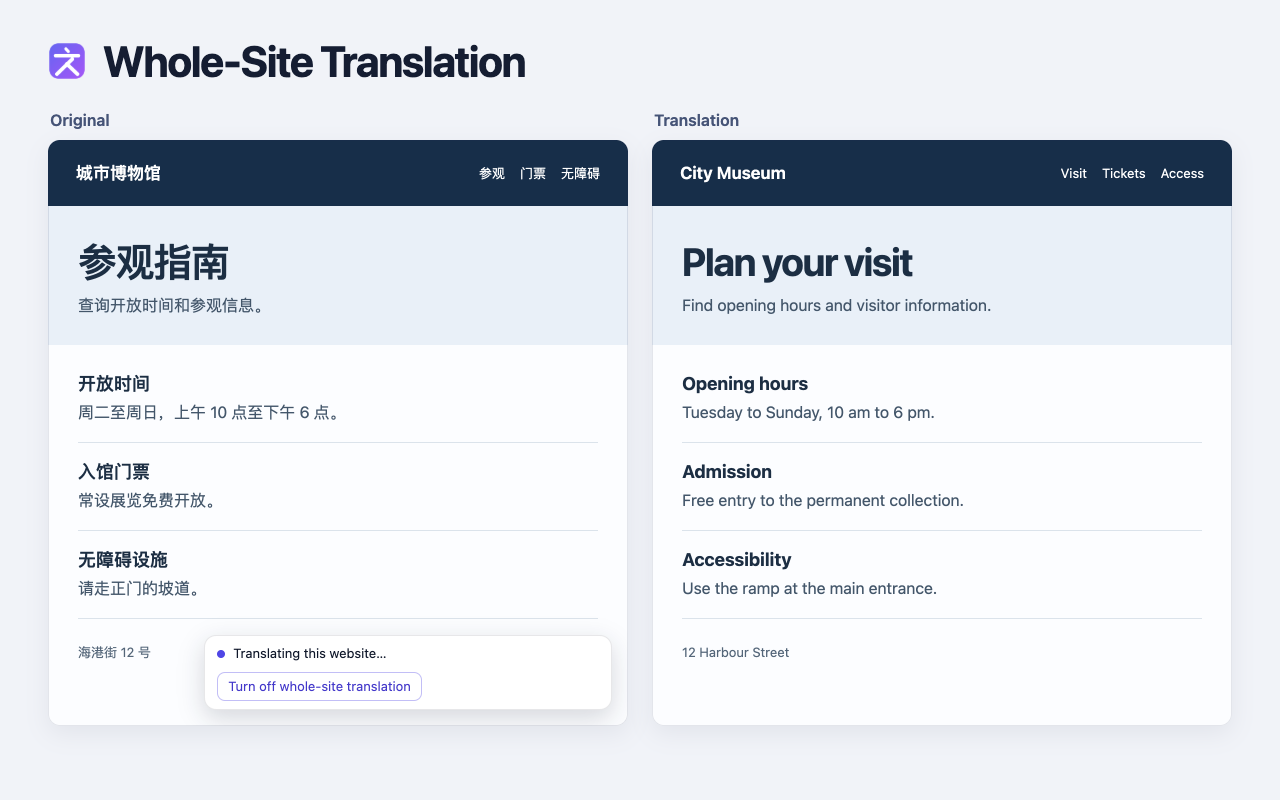 Whole-Site Translation
Original
城市博物馆
参观 门票 无障碍
参观指南
查询开放时间和参观信息。
开放时间
周二至周日，上午 10 点至下午 6 点。
入馆门票
常设展览免费开放。
无障碍设施
请走正门的坡道。
海港街 12 号
Translating this website...
Turn off whole-site translation
Translation
City Museum
Visit Tickets Access
Plan your visit
Find opening hours and visitor information.
Opening hours
Tuesday to Sunday, 10 am to 6 pm.
Admission
Free entry to the permanent collection.
Accessibility
Use the ramp at the main entrance.
12 Harbour Street